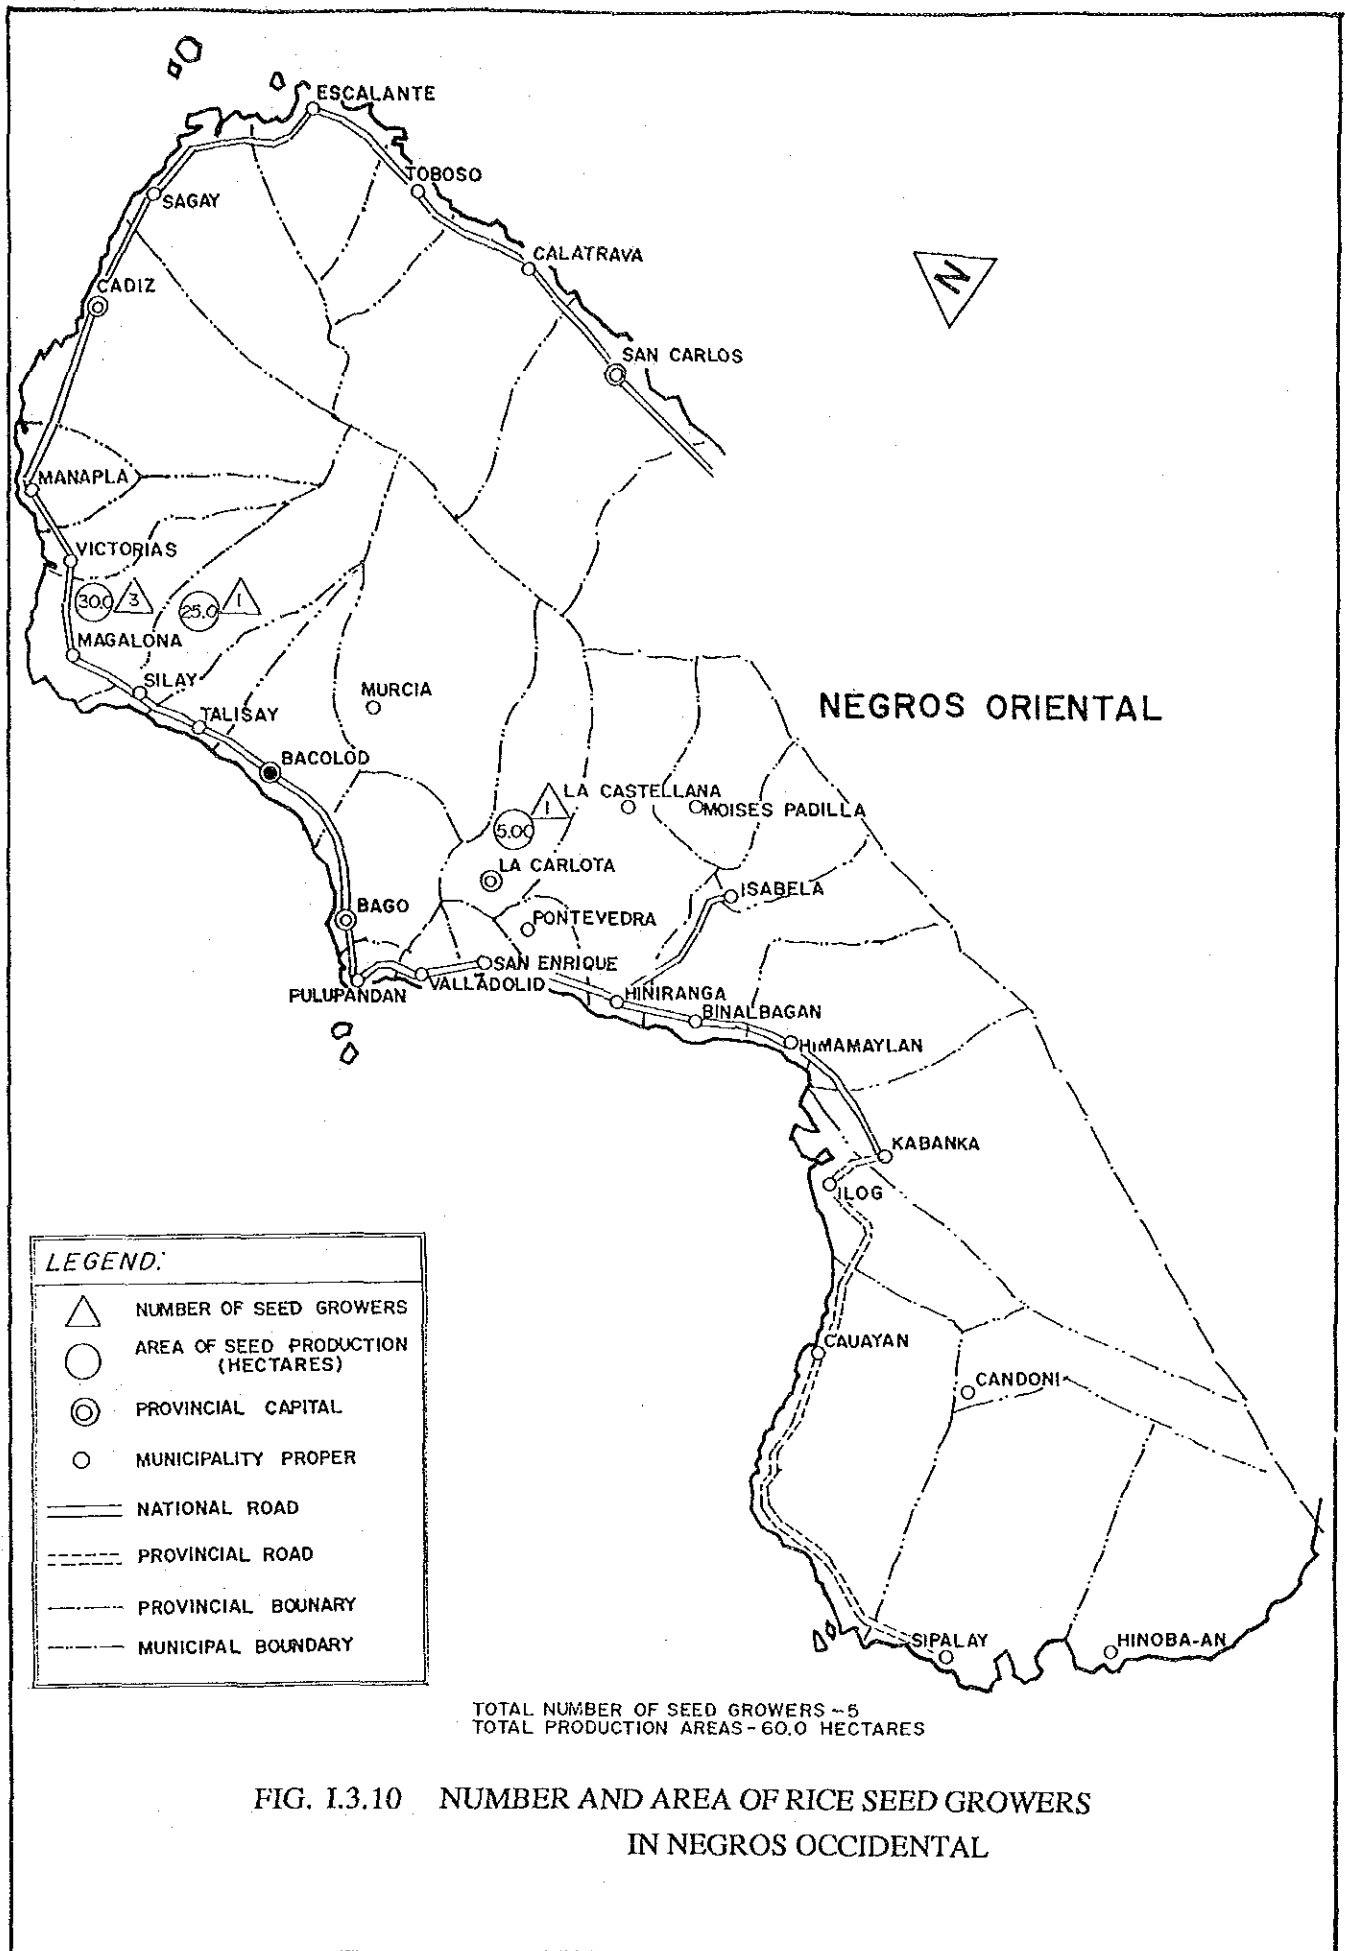 ESCALANTE
TOBOSO
SAGAY
CALATRAVA
N
CADIZ
SAN CARLOS
MANAPLA
VICTORIAS
30.0 3
25.0 1
MAGALONA
SILAY
MURCIA
NEGROS ORIENTAL
TALISAY
BACOLOD
LA CASTELLANA
1
MOISES PADILLA
5.00
LA CARLOTA
ISABELA
BAGO
PONTEVEDRA
SAN ENRIQUE
VALLADOLID
PULUPANDAN
HINIRANGA
BINALBAGAN
HIMAMAYLAN
KABANKA
ILOG
LEGEND:
NUMBER OF SEED GROWERS
AREA OF SEED PRODUCTION
(HECTARES)
PROVINCIAL CAPITAL
MUNICIPALITY PROPER
NATIONAL ROAD
PROVINCIAL ROAD
PROVINCIAL BOUNARY
MUNICIPAL BOUNDARY
CAUAYAN
CANDONI
SIPALAY
HINOBA-AN
TOTAL NUMBER OF SEED GROWERS - 5
TOTAL PRODUCTION AREAS - 60.0 HECTARES
FIG. I.3.10 NUMBER AND AREA OF RICE SEED GROWERS
IN NEGROS OCCIDENTAL